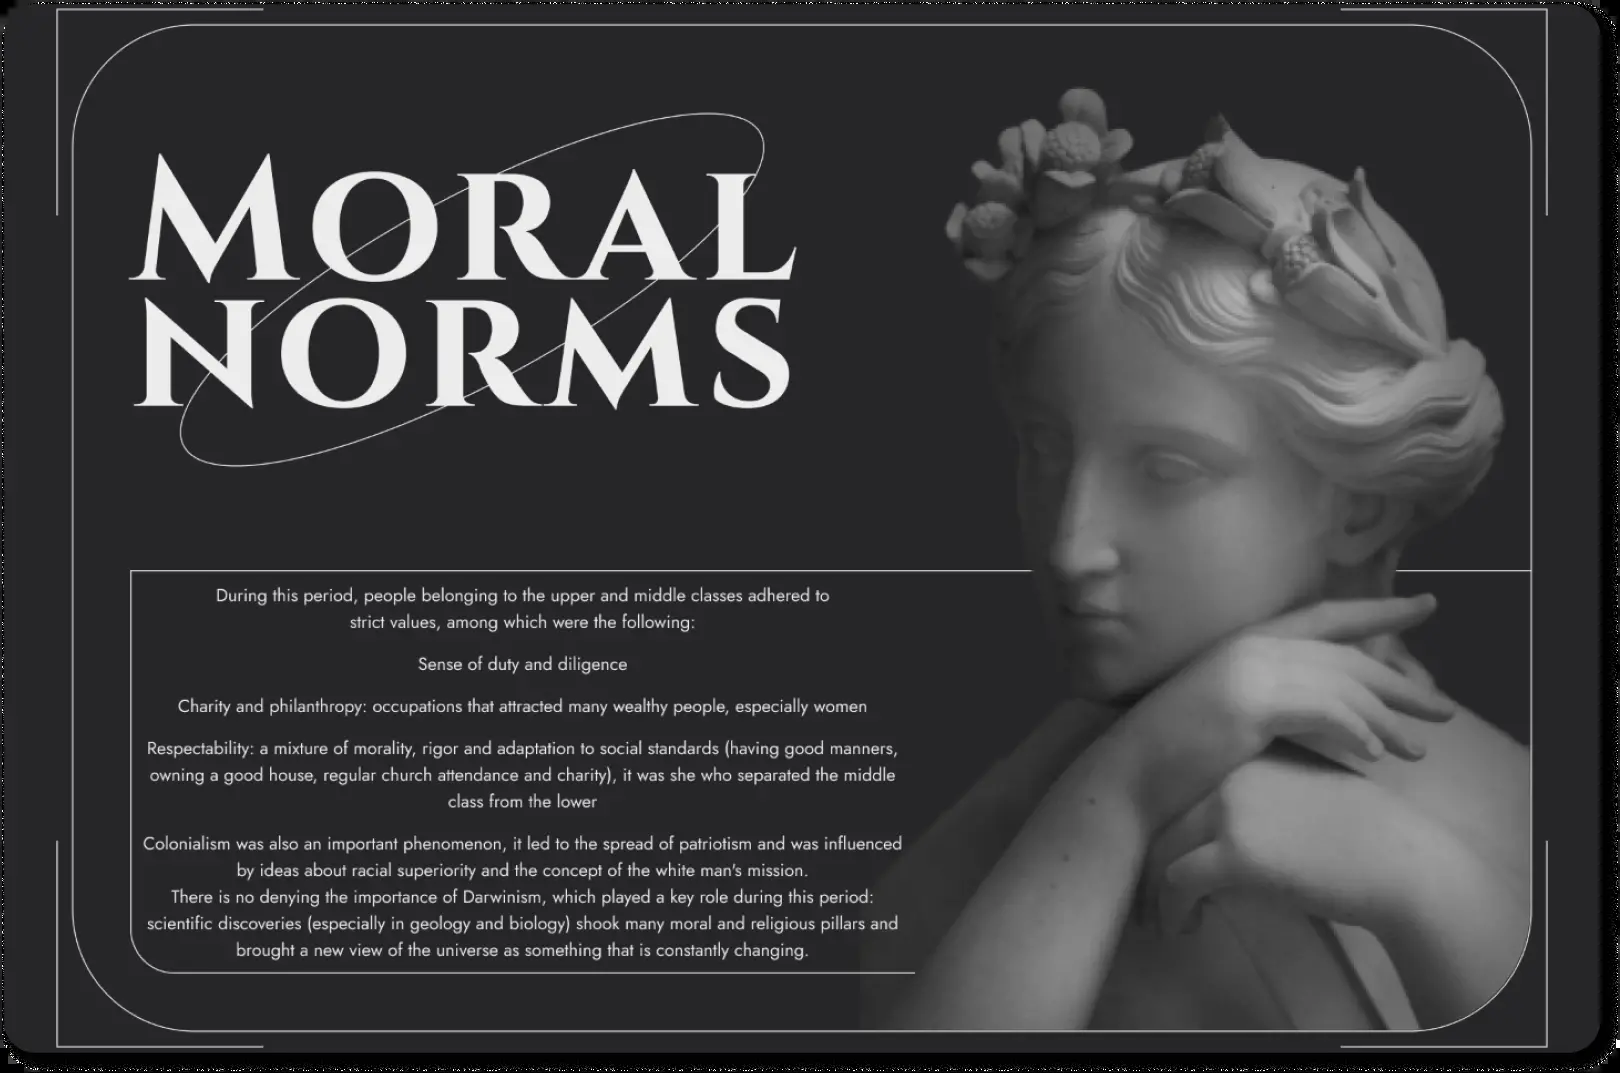 MORAL
NORMS
During this period, people belonging to the upper and middle classes adhered to
strict values, among which were the following:
Sense of duty and diligence
Charity and philanthropy: occupations that attracted many wealthy people, especially women
Respectability: a mixture of morality, rigor and adaptation to social standards (having good manners,
owning a good house, regular church attendance and charity), it was she who separated the middle
class from the lower
Colonialism was also an important phenomenon, it led to the spread of patriotism and was influenced
by ideas about racial superiority and the concept of the white man's mission.
There is no denying the importance of Darwinism, which played a key role during this period:
scientific discoveries (especially in geology and biology) shook many moral and religious pillars and
brought a new view of the universe as something that is constantly changing.